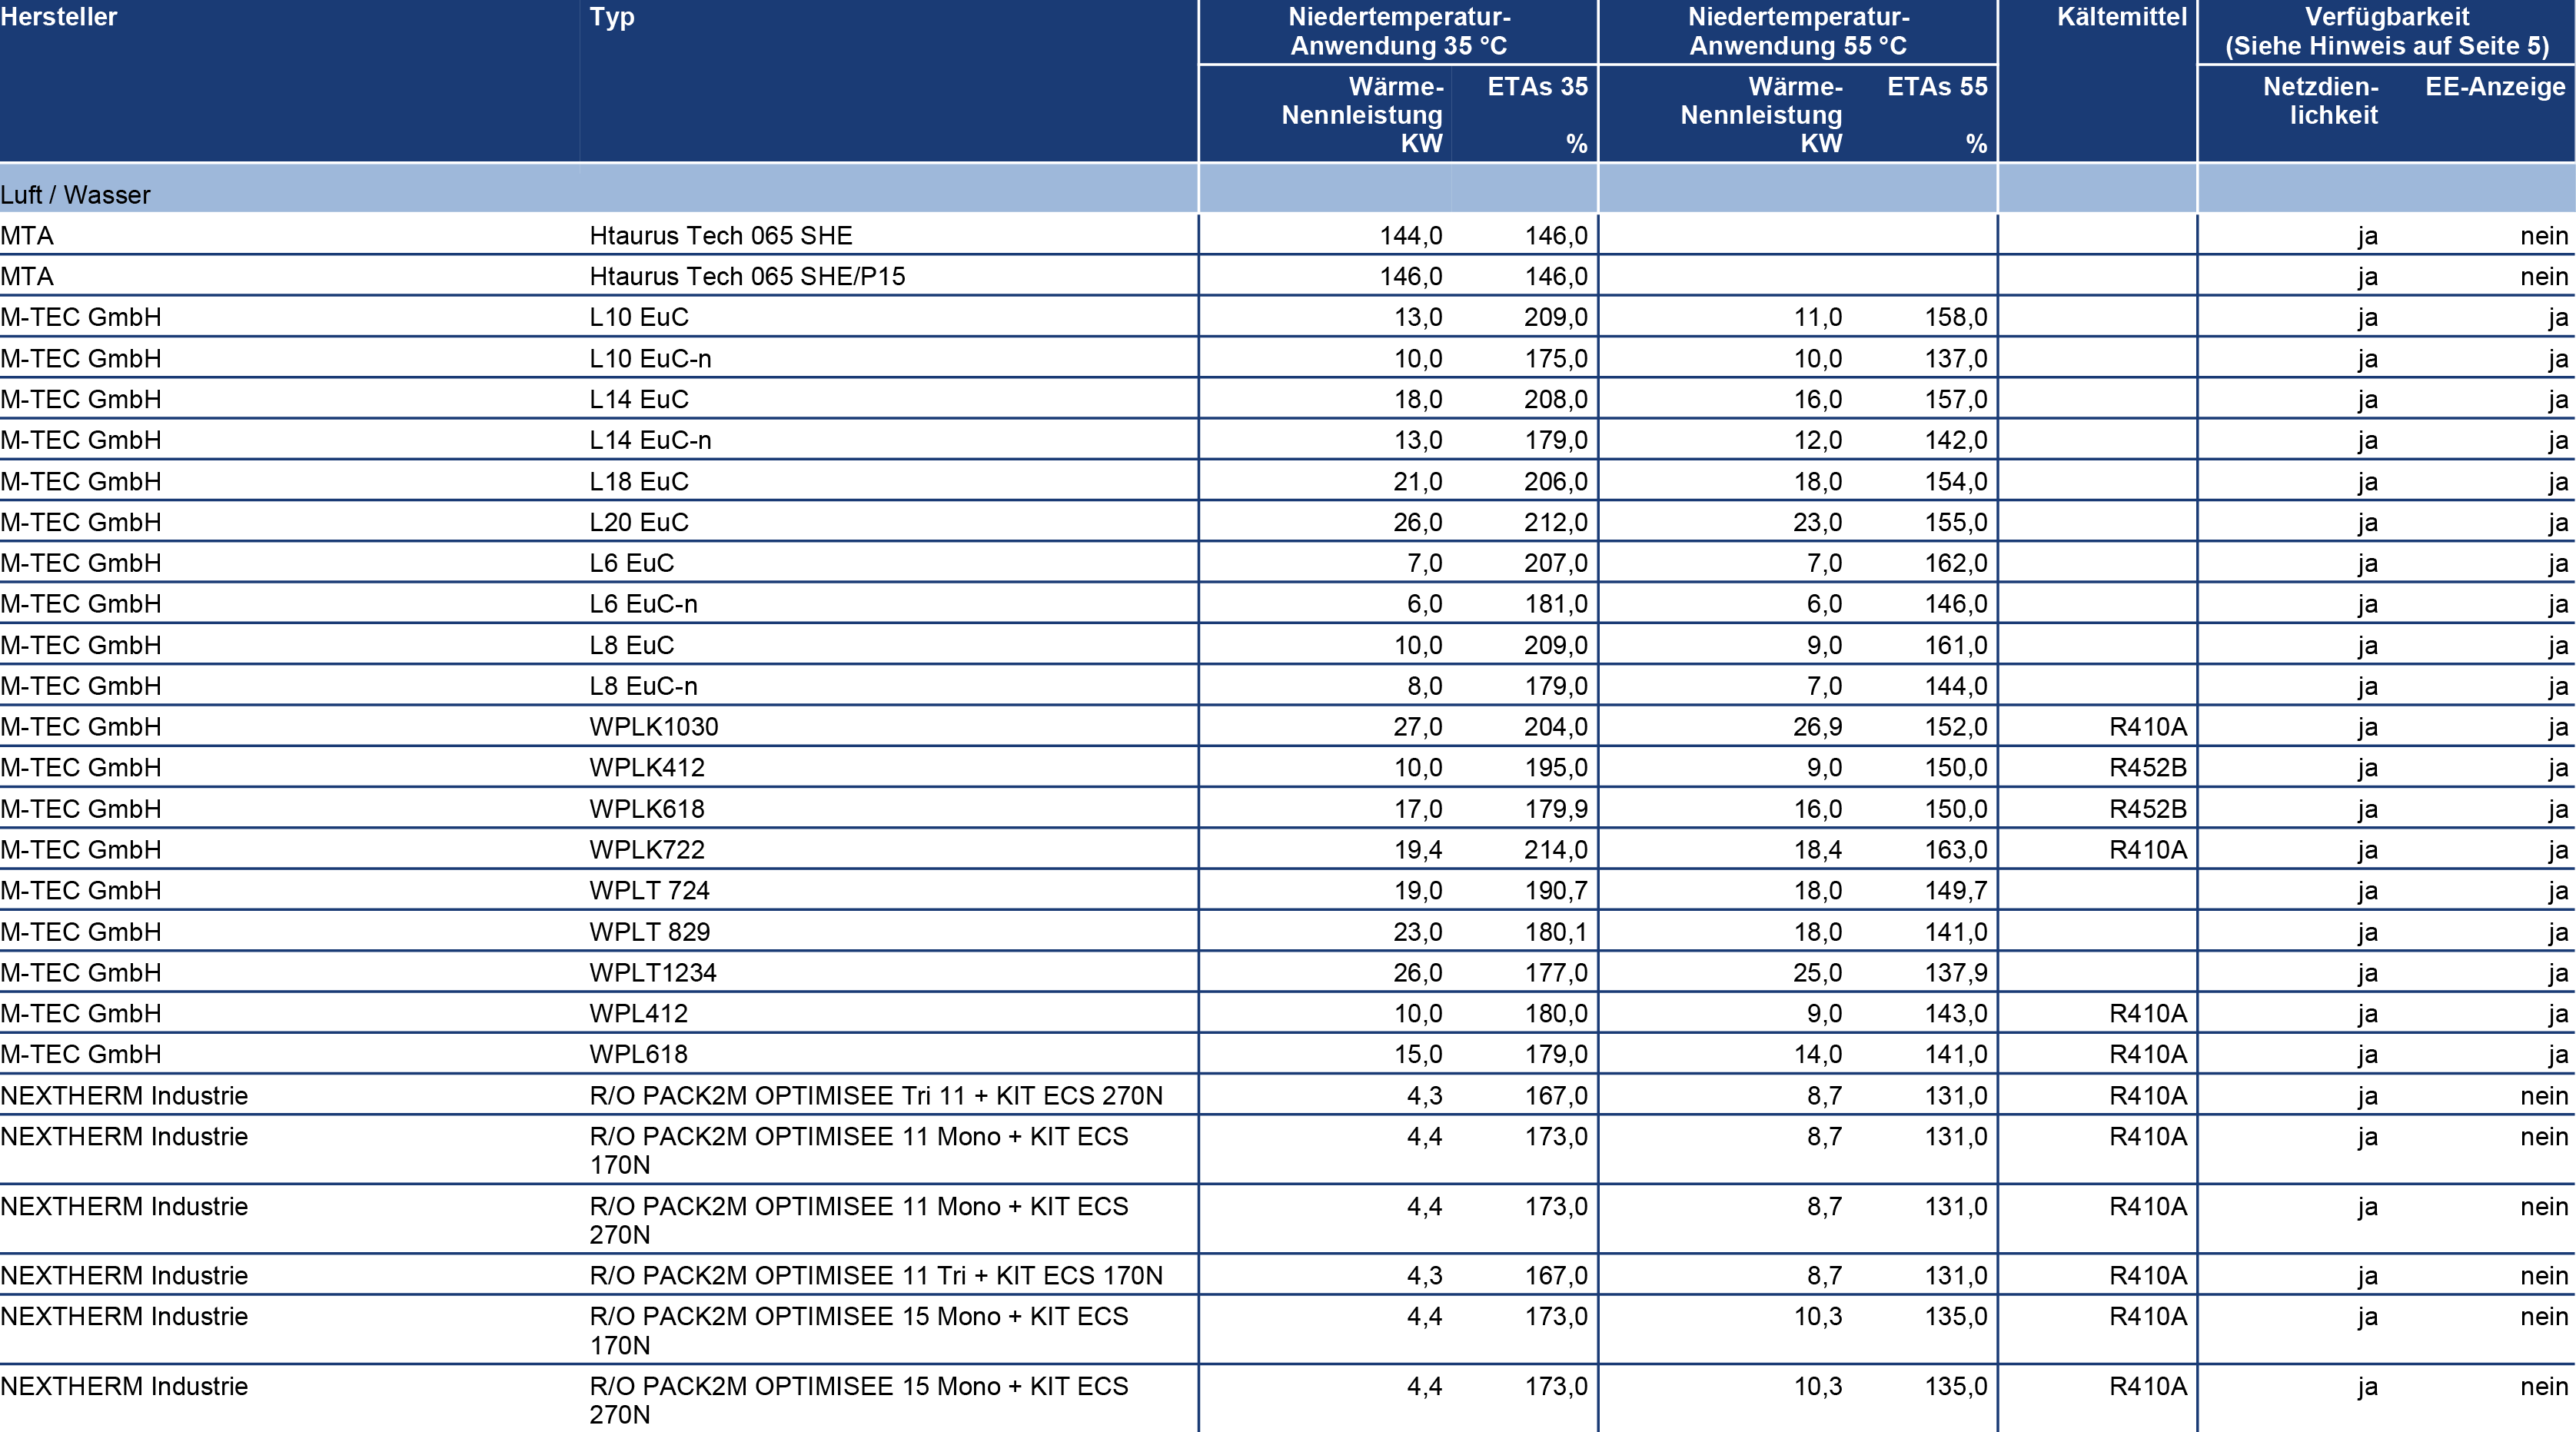 Hersteller Typ Niedertemperatur- Niedertemperatur- Kältemittel Verfügbarkeit
Anwendung 35 °C Anwendung 55 °C (Siehe Hinweis auf Seite 5)
Wärme- ETAs 35 Wärme- ETAs 55 Netzdien- EE-Anzeige
Nennleistung Nennleistung lichkeit
KW % KW %
Luft / Wasser
MTA Htaurus Tech 065 SHE 144,0 146,0 ja nein
MTA Htaurus Tech 065 SHE/P15 146,0 146,0 ja nein
M-TEC GmbH L10 EuC 13,0 209,0 11,0 158,0 ja ja
M-TEC GmbH L10 EuC-n 10,0 175,0 10,0 137,0 ja ja
M-TEC GmbH L14 EuC 18,0 208,0 16,0 157,0 ja ja
M-TEC GmbH L14 EuC-n 13,0 179,0 12,0 142,0 ja ja
M-TEC GmbH L18 EuC 21,0 206,0 18,0 154,0 ja ja
M-TEC GmbH L20 EuC 26,0 212,0 23,0 155,0 ja ja
M-TEC GmbH L6 EuC 7,0 207,0 7,0 162,0 ja ja
M-TEC GmbH L6 EuC-n 6,0 181,0 6,0 146,0 ja ja
M-TEC GmbH L8 EuC 10,0 209,0 9,0 161,0 ja ja
M-TEC GmbH L8 EuC-n 8,0 179,0 7,0 144,0 ja ja
M-TEC GmbH WPLK1030 27,0 204,0 26,9 152,0 R410A ja ja
M-TEC GmbH WPLK412 10,0 195,0 9,0 150,0 R452B ja ja
M-TEC GmbH WPLK618 17,0 179,9 16,0 150,0 R452B ja ja
M-TEC GmbH WPLK722 19,4 214,0 18,4 163,0 R410A ja ja
M-TEC GmbH WPLT 724 19,0 190,7 18,0 149,7 ja ja
M-TEC GmbH WPLT 829 23,0 180,1 18,0 141,0 ja ja
M-TEC GmbH WPLT1234 26,0 177,0 25,0 137,9 ja ja
M-TEC GmbH WPL412 10,0 180,0 9,0 143,0 R410A ja ja
M-TEC GmbH WPL618 15,0 179,0 14,0 141,0 R410A ja ja
NEXTHERM Industrie R/O PACK2M OPTIMISEE Tri 11 + KIT ECS 270N 4,3 167,0 8,7 131,0 R410A ja nein
NEXTHERM Industrie R/O PACK2M OPTIMISEE 11 Mono + KIT ECS 4,4 173,0 8,7 131,0 R410A ja nein
170N
NEXTHERM Industrie R/O PACK2M OPTIMISEE 11 Mono + KIT ECS 4,4 173,0 8,7 131,0 R410A ja nein
270N
NEXTHERM Industrie R/O PACK2M OPTIMISEE 11 Tri + KIT ECS 170N 4,3 167,0 8,7 131,0 R410A ja nein
NEXTHERM Industrie R/O PACK2M OPTIMISEE 15 Mono + KIT ECS 4,4 173,0 10,3 135,0 R410A ja nein
170N
NEXTHERM Industrie R/O PACK2M OPTIMISEE 15 Mono + KIT ECS 4,4 173,0 10,3 135,0 R410A ja nein
270N